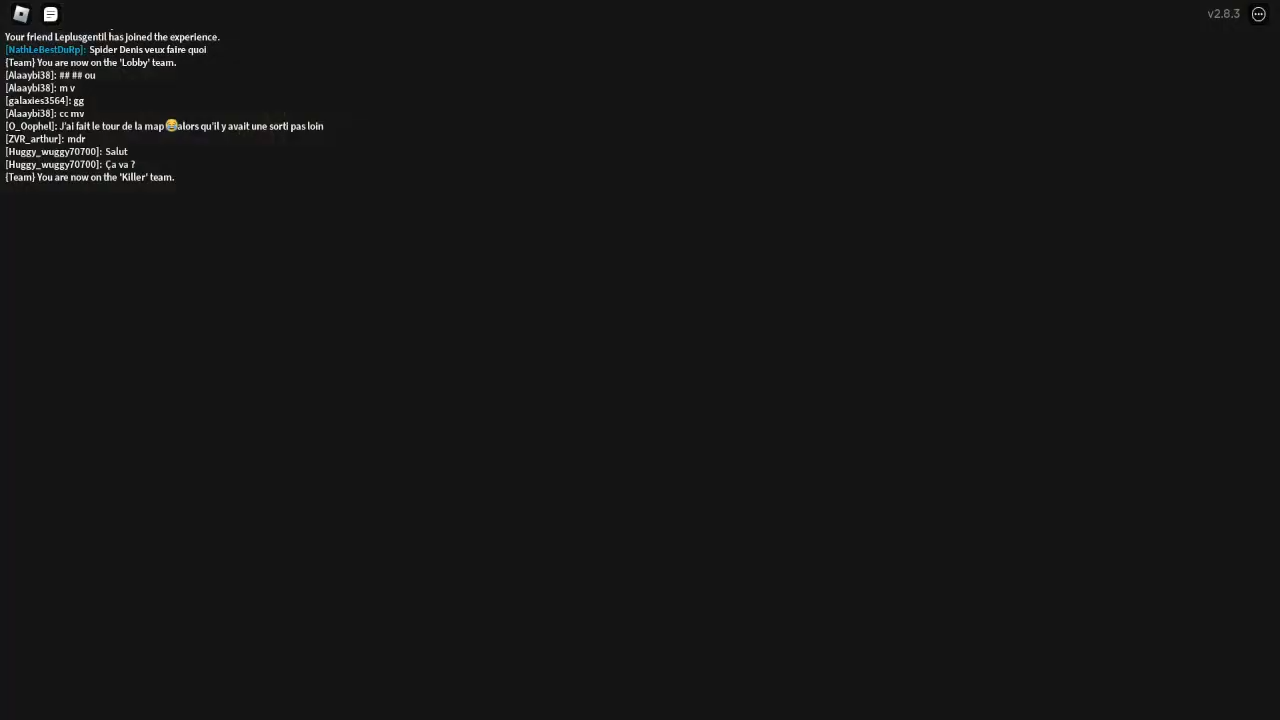 v2.8.3
Your friend Leplusgentil has joined the experience.
[NathLeBestDuRp]: Spider Denis veux faire quoi
{Team} You are now on the 'Lobby' team.
[Alaaybi38]: ## ## ou
[Alaaybi38]: m v
[galaxies3564]: gg
[Alaaybi38]: cc mv
[O_Oophel]: J'ai fait le tour de la map 😂alors qu'il y avait une sorti pas loin
[ZVR_arthur]: mdr
[Huggy_wuggy70700]: Salut
[Huggy_wuggy70700]: Ça va ?
{Team} You are now on the 'Killer' team.